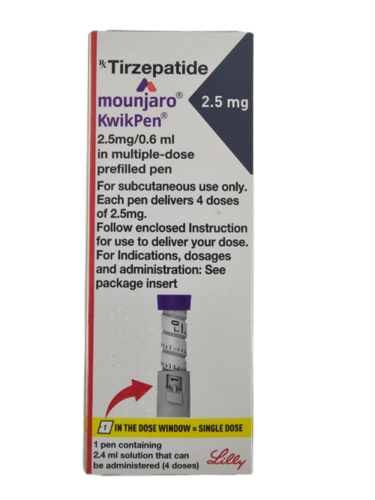 ℞ Tirzepatide
mounjaro®
KwikPen®
2.5 mg
2.5mg/0.6 ml
in multiple-dose
prefilled pen
For subcutaneous use only.
Each pen delivers 4 doses
of 2.5mg.
Follow enclosed Instruction
for use to deliver your dose.
For Indications, dosages
and administration: See
package insert
1 IN THE DOSE WINDOW = SINGLE DOSE
1 pen containing
2.4 ml solution that can
be administered (4 doses)
Lilly